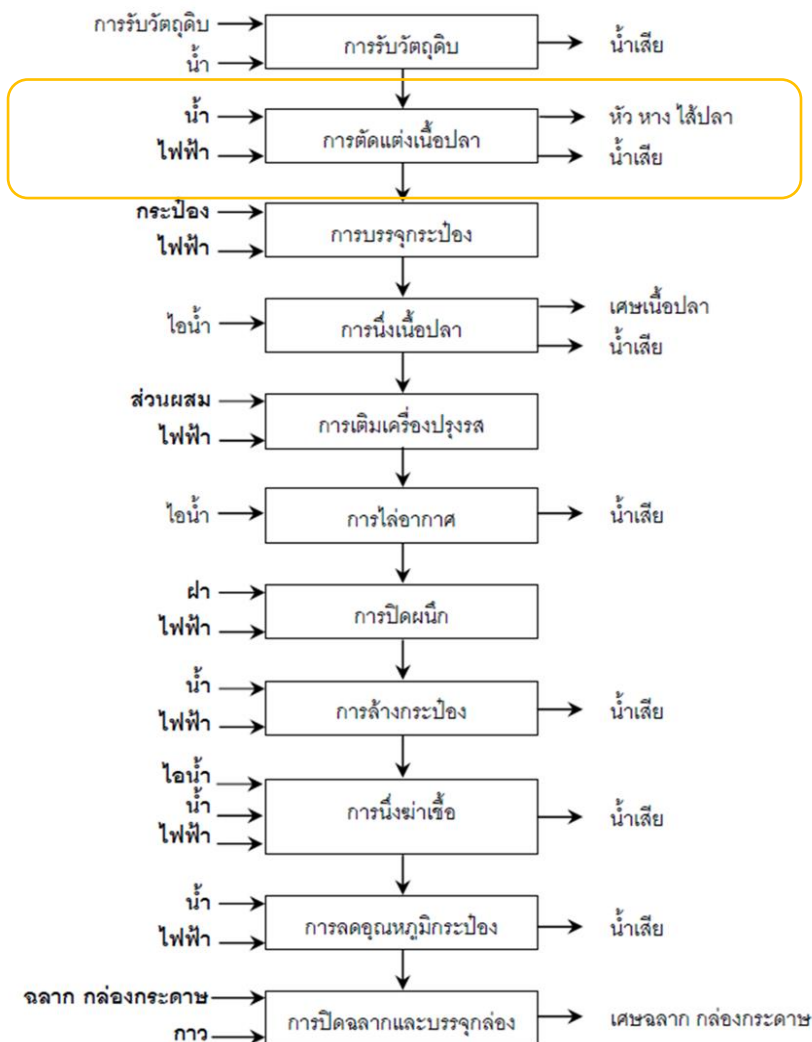 การรับวัตถุดิบ
น้ำ
การรับวัตถุดิบ
น้ำเสีย
น้ำ
ไฟฟ้า
การตัดแต่งเนื้อปลา
หัว หาง ไส้ปลา
น้ำเสีย
กระป๋อง
ไฟฟ้า
การบรรจุกระป๋อง
ไอน้ำ
การนึ่งเนื้อปลา
เศษเนื้อปลา
น้ำเสีย
ส่วนผสม
ไฟฟ้า
การเติมเครื่องปรุงรส
ไอน้ำ
การไล่อากาศ
น้ำเสีย
ฝา
ไฟฟ้า
การปิดผนึก
น้ำ
ไฟฟ้า
การล้างกระป๋อง
น้ำเสีย
ไอน้ำ
น้ำ
ไฟฟ้า
การนึ่งฆ่าเชื้อ
น้ำเสีย
น้ำ
ไฟฟ้า
การลดอุณหภูมิกระป๋อง
น้ำเสีย
ฉลาก กล่องกระดาษ
กาว
การปิดฉลากและบรรจุกล่อง
เศษฉลาก กล่องกระดาษ